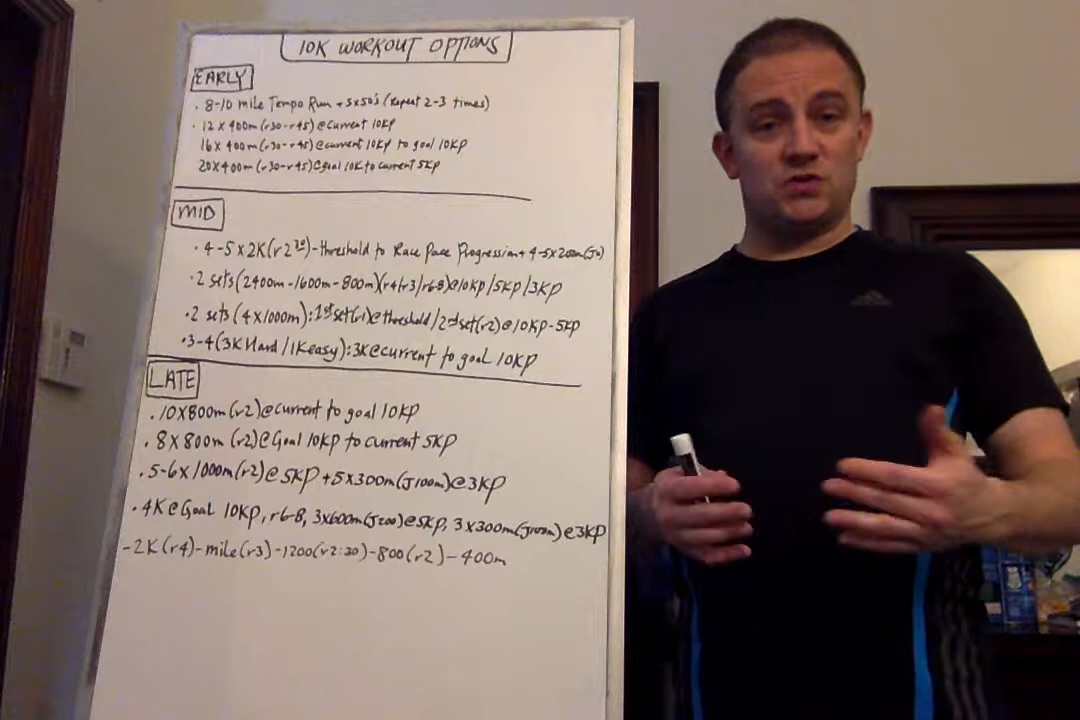 10K WORKOUT OPTIONS
EARLY
• 8-10 mile Tempo Run + 5x50's (Repeat 2-3 times)
• 12 x 400m (r30-r45) @ current 10KP
16 x 400m (r30-r45) @ current 10KP to goal 10KP
20 x 400m (r30-r45) @ goal 10K to current 5KP
MID
• 4-5 x 2K (r2 30) - threshold to Race Pace Progression + 4-5x200m (J0)
• 2 sets (2400m-1600m-800m) (r4/r3/r6-8) @ 10KP/5KP/3KP
• 2 sets (4 x 1000m): 1st set (r1) @ threshold / 2nd set (r2) @ 10KP-5KP
• 3-4 (3K Hard / 1K easy): 3K @ current to goal 10KP
LATE
• 10 x 800m (r2) @ current to goal 10KP
• 8 x 800m (r2) @ Goal 10KP to current 5KP
• 5-6 x 1000m (r2) @ 5KP + 5 x 300m (J100m) @ 3KP
• 4K @ Goal 10KP, r6-8, 3x600m (J200) @ 5KP, 3x300m (J100m) @ 3KP
- 2K (r4) - mile (r3) - 1200 (r2:30) - 800 (r2) - 400m
adidas